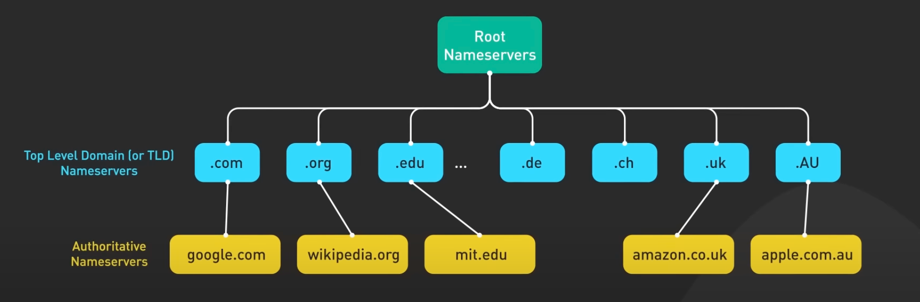 Root
Nameservers
Top Level Domain (or TLD)
Nameservers
.com
.org
.edu
...
.de
.ch
.uk
.AU
Authoritative
Nameservers
google.com
wikipedia.org
mit.edu
amazon.co.uk
apple.com.au